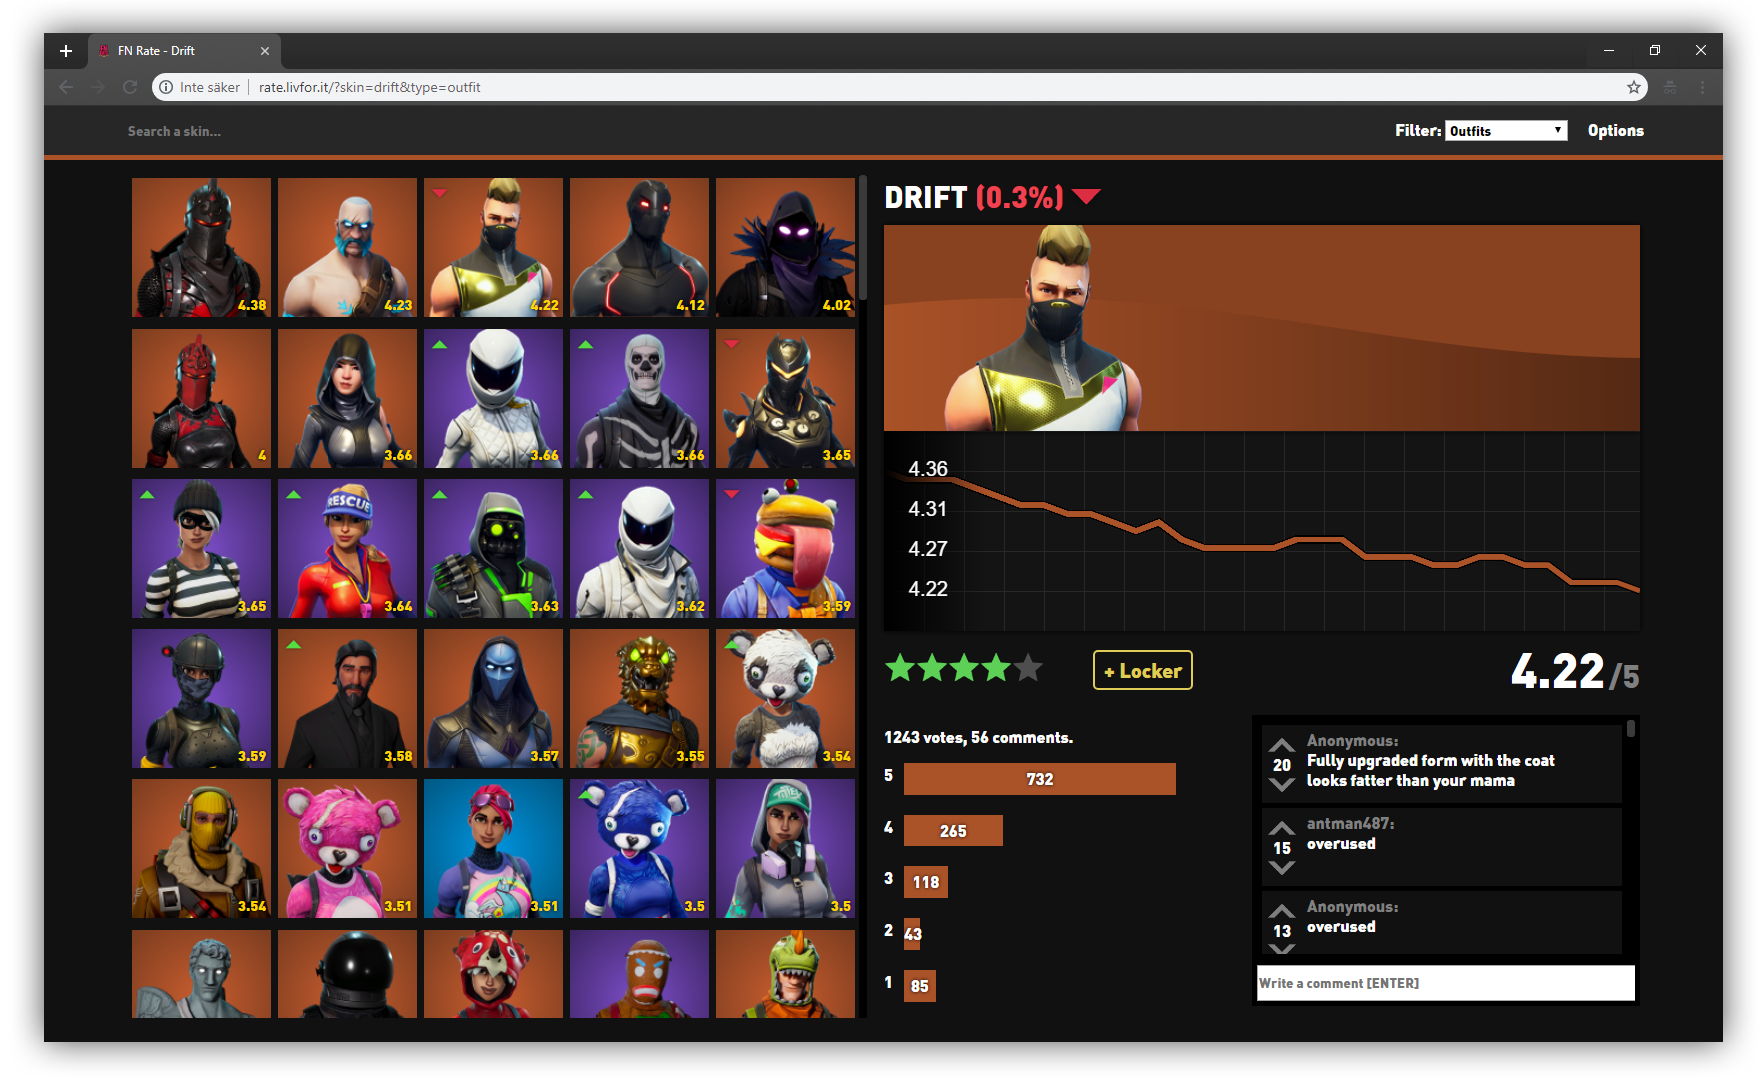 FN Rate - Drift
Inte säker
rate.livfor.it/?skin=drift&type=outfit
Search a skin...
Filter: Outfits
Options
4.38
4.23
4.22
4.12
4.02
4
3.66
3.66
3.66
3.65
RESCUE
3.65
3.64
3.63
3.62
3.59
3.59
3.58
3.57
3.55
3.54
3.54
3.51
3.51
3.5
3.5
DRIFT (0.3%)
4.36
4.31
4.27
4.22
+ Locker
4.22/5
1243 votes, 56 comments.
5 732
4 265
3 118
2 43
1 85
Anonymous:
20
Fully upgraded form with the coat
looks fatter than your mama
antman487:
15
overused
Anonymous:
13
overused
Write a comment [ENTER]